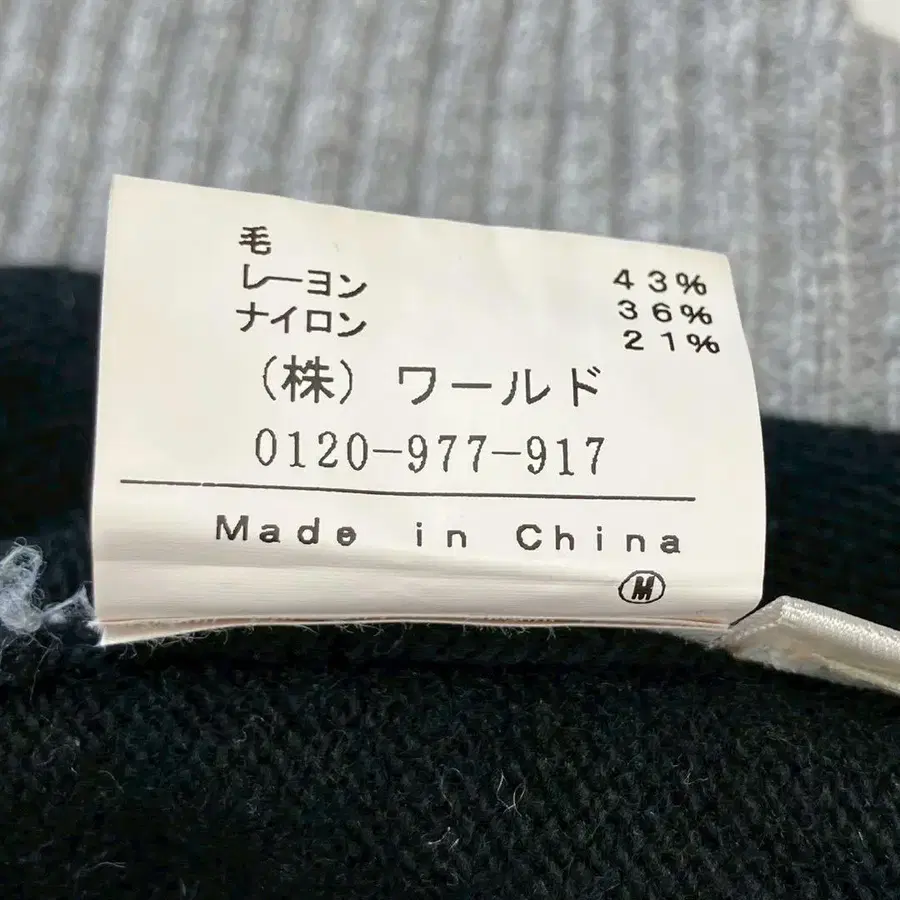 毛 43%
レーヨン 36%
ナイロン 21%
(株) ワールド
0120-977-917
Made in China
M